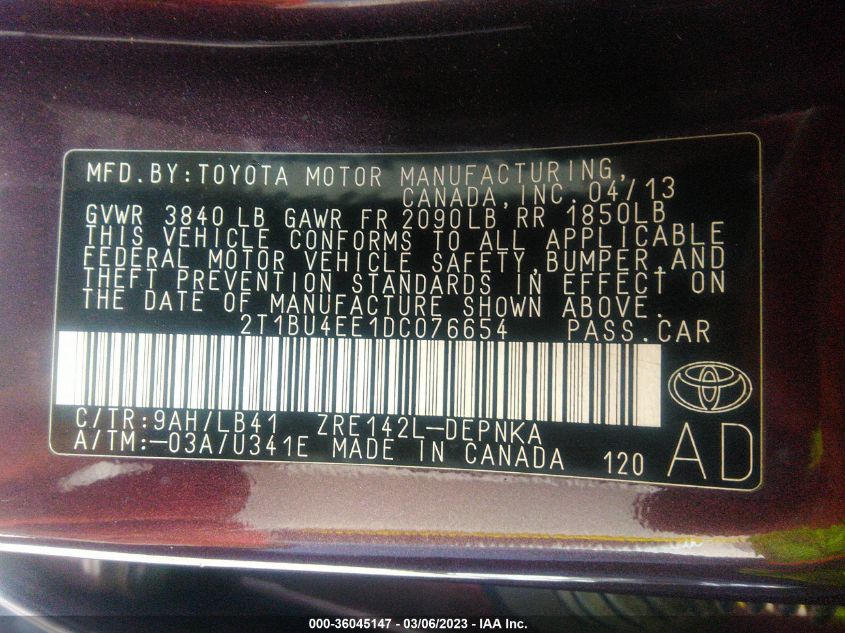 MFD.BY:TOYOTA MOTOR MANUFACTURING,
CANADA,INC. 04/13
GVWR 3840 LB GAWR FR 2090LB RR 1850LB
THIS VEHICLE CONFORMS TO ALL APPLICABLE
FEDERAL MOTOR VEHICLE SAFETY,BUMPER,AND
THEFT PREVENTION STANDARDS IN EFFECT ON
THE DATE OF MANUFACTURE SHOWN ABOVE.
2T1BU4EE1DC076654 PASS.CAR
C/TR:9AH/LB41 ZRE142L-DEPNKA
A/TM:-03A/U341E MADE IN CANADA 120 AD
000-36045147 — 03/06/2023 — IAA Inc.